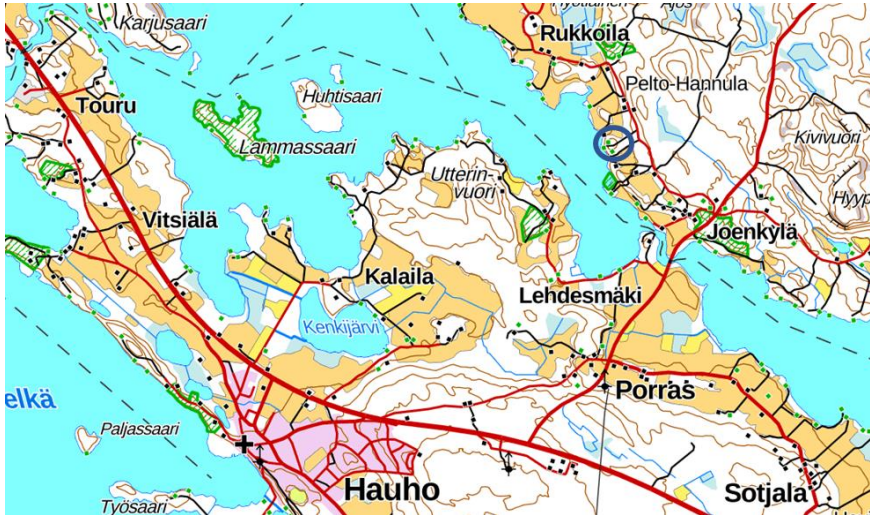 Karjusaari
Rukkoila
Ajos
Huhtisaari
Pelto-Hannula
Touru
Lammassaari
Kivivuori
Utterin-
vuori
Vitsiälä
Joenkylä
Kalaila
Lehdesmäki
Kenkijärvi
elkä
Porras
Paljassaari
Hauho
Sotjala
Työsaari